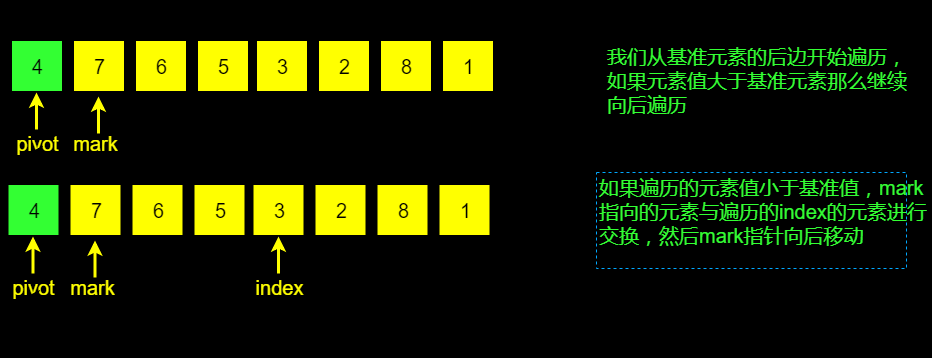 4 7 6 5 3 2 8 1
pivot mark
我们从基准元素的后边开始遍历，
如果元素值大于基准元素那么继续
向后遍历
4 7 6 5 3 2 8 1
pivot mark index
如果遍历的元素值小于基准值，mark
指向的元素与遍历的index的元素进行
交换，然后mark指针向后移动